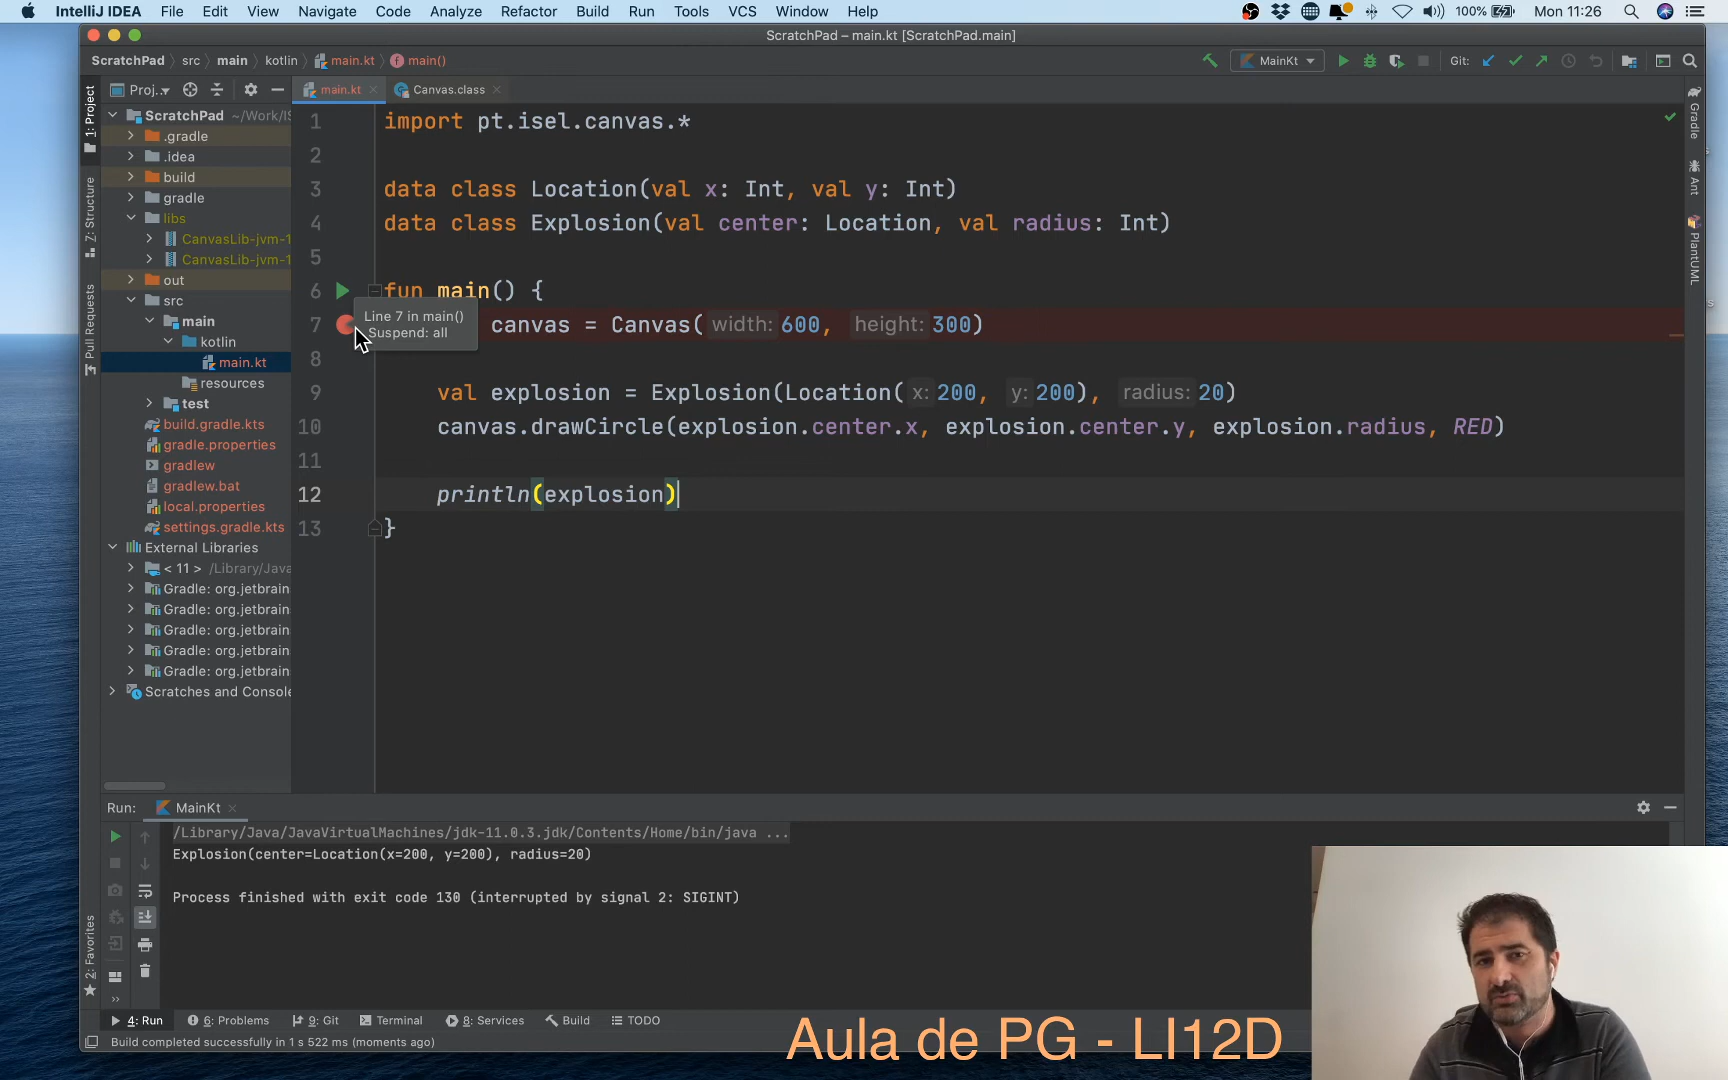 IntelliJ IDEA File Edit View Navigate Code Analyze Refactor Build Run Tools VCS Window Help 100% Mon 11:26
ScratchPad – main.kt [ScratchPad.main]
ScratchPad src main kotlin main.kt main() MainKt Git:
1: Project
Proj... main.kt Canvas.class
ScratchPad ~/Work/IS
.gradle
.idea
build
gradle
libs
CanvasLib-jvm-1
CanvasLib-jvm-1
out
src
main
kotlin
main.kt
resources
test
build.gradle.kts
gradle.properties
gradlew
gradlew.bat
local.properties
settings.gradle.kts
External Libraries
< 11 > /Library/Java
Gradle: org.jetbrain
Gradle: org.jetbrain
Gradle: org.jetbrain
Gradle: org.jetbrain
Gradle: org.jetbrain
Scratches and Console
7: Structure
Pull Requests
2: Favorites
1 import pt.isel.canvas.*
2
3 data class Location(val x: Int, val y: Int)
4 data class Explosion(val center: Location, val radius: Int)
5
6 fun main() {
7 canvas = Canvas( width: 600, height: 300)
Line 7 in main()
Suspend: all
8
9 val explosion = Explosion(Location( x: 200, y: 200), radius: 20)
10 canvas.drawCircle(explosion.center.x, explosion.center.y, explosion.radius, RED)
11
12 println(explosion)
13 }
Gradle
Ant
PlantUML
Run: MainKt
/Library/Java/JavaVirtualMachines/jdk-11.0.3.jdk/Contents/Home/bin/java ...
Explosion(center=Location(x=200, y=200), radius=20)
Process finished with exit code 130 (interrupted by signal 2: SIGINT)
4: Run 6: Problems 9: Git Terminal 8: Services Build TODO
Build completed successfully in 1 s 522 ms (moments ago)
Aula de PG - LI12D